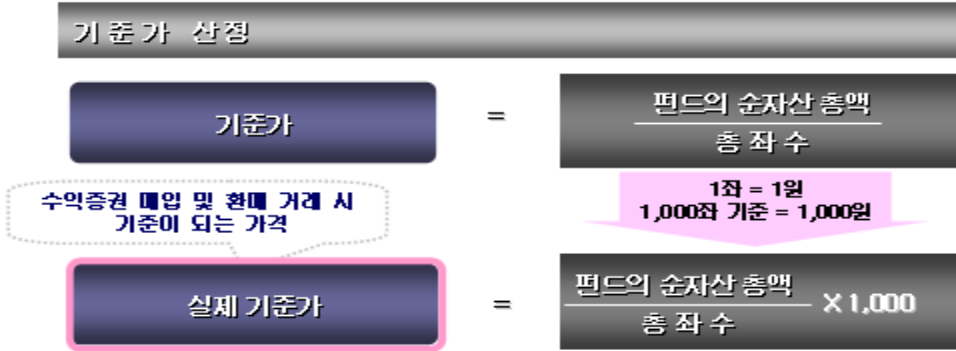 기준가 산정
기준가
=
펀드의 순자산 총액
총 좌 수
수익증권 매입 및 환매 거래 시
기준이 되는 가격
1좌 = 1원
1,000좌 기준 = 1,000원
실제 기준가
=
펀드의 순자산 총액
총 좌 수
X 1,000